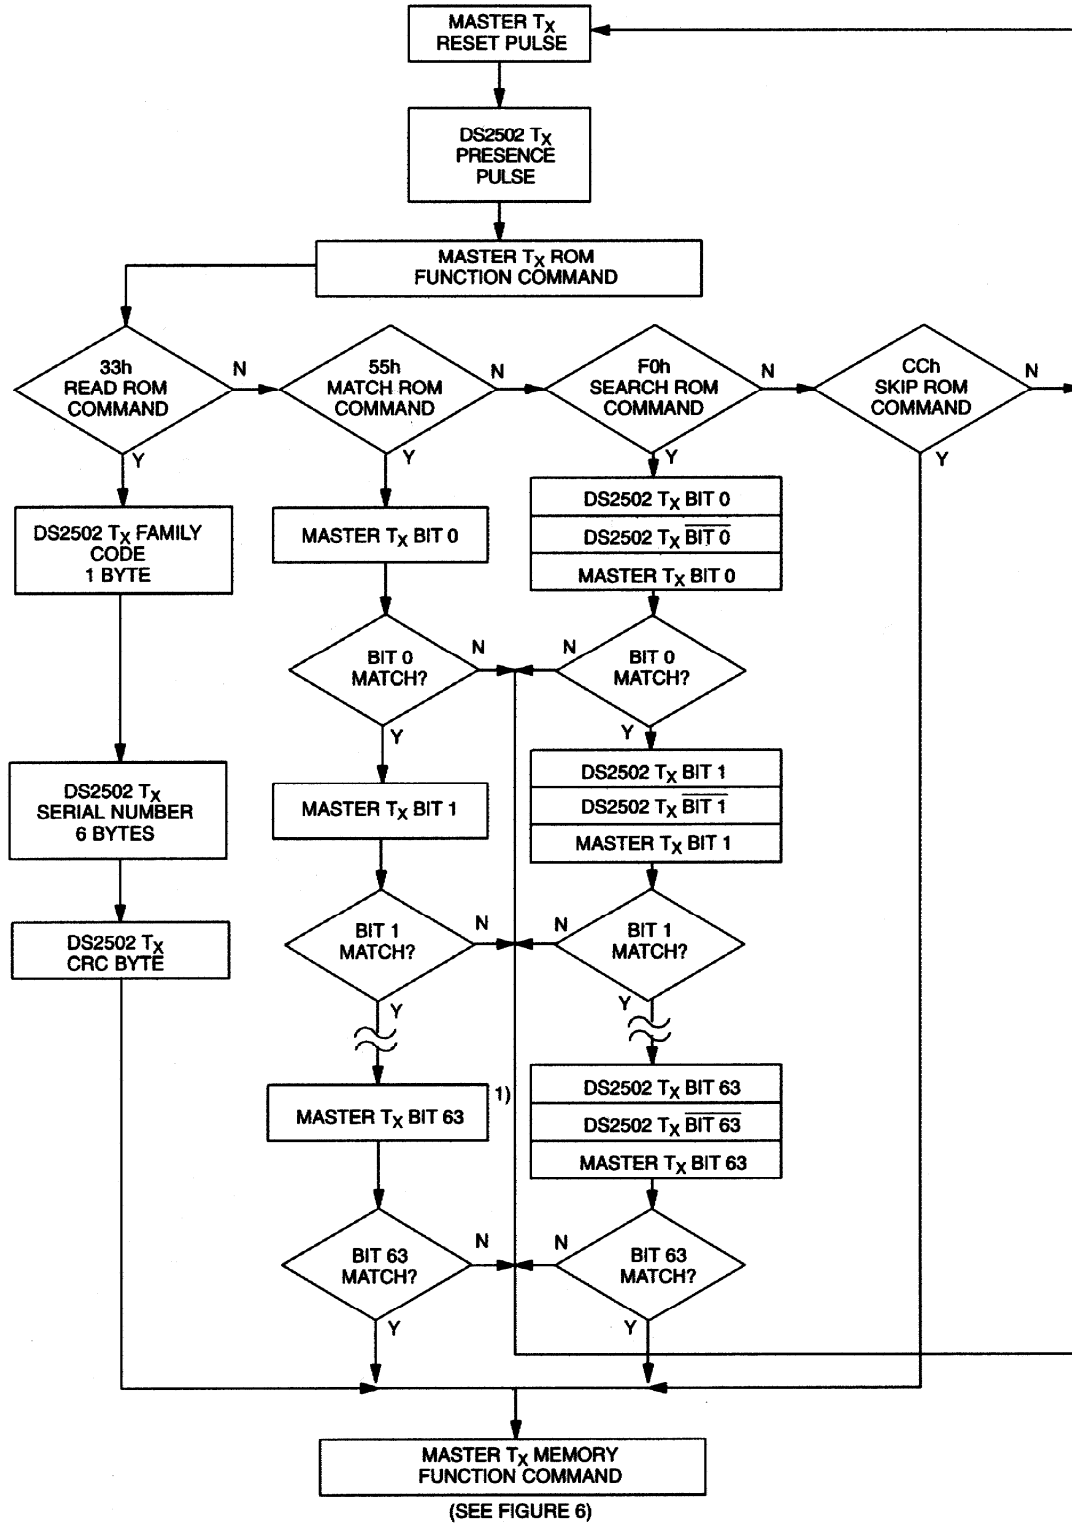 MASTER TX
RESET PULSE
DS2502 TX
PRESENCE
PULSE
MASTER TX ROM
FUNCTION COMMAND
33h
READ ROM
COMMAND
N
Y
55h
MATCH ROM
COMMAND
N
Y
F0h
SEARCH ROM
COMMAND
N
Y
CCh
SKIP ROM
COMMAND
N
Y
DS2502 TX FAMILY
CODE
1 BYTE
DS2502 TX
SERIAL NUMBER
6 BYTES
DS2502 TX
CRC BYTE
MASTER TX BIT 0
BIT 0
MATCH?
N
Y
MASTER TX BIT 1
BIT 1
MATCH?
N
Y
MASTER TX BIT 63
1)
BIT 63
MATCH?
N
Y
DS2502 TX BIT 0
DS2502 TX BIT 0
MASTER TX BIT 0
BIT 0
MATCH?
N
Y
DS2502 TX BIT 1
DS2502 TX BIT 1
MASTER TX BIT 1
BIT 1
MATCH?
N
Y
DS2502 TX BIT 63
DS2502 TX BIT 63
MASTER TX BIT 63
BIT 63
MATCH?
N
Y
MASTER TX MEMORY
FUNCTION COMMAND
(SEE FIGURE 6)